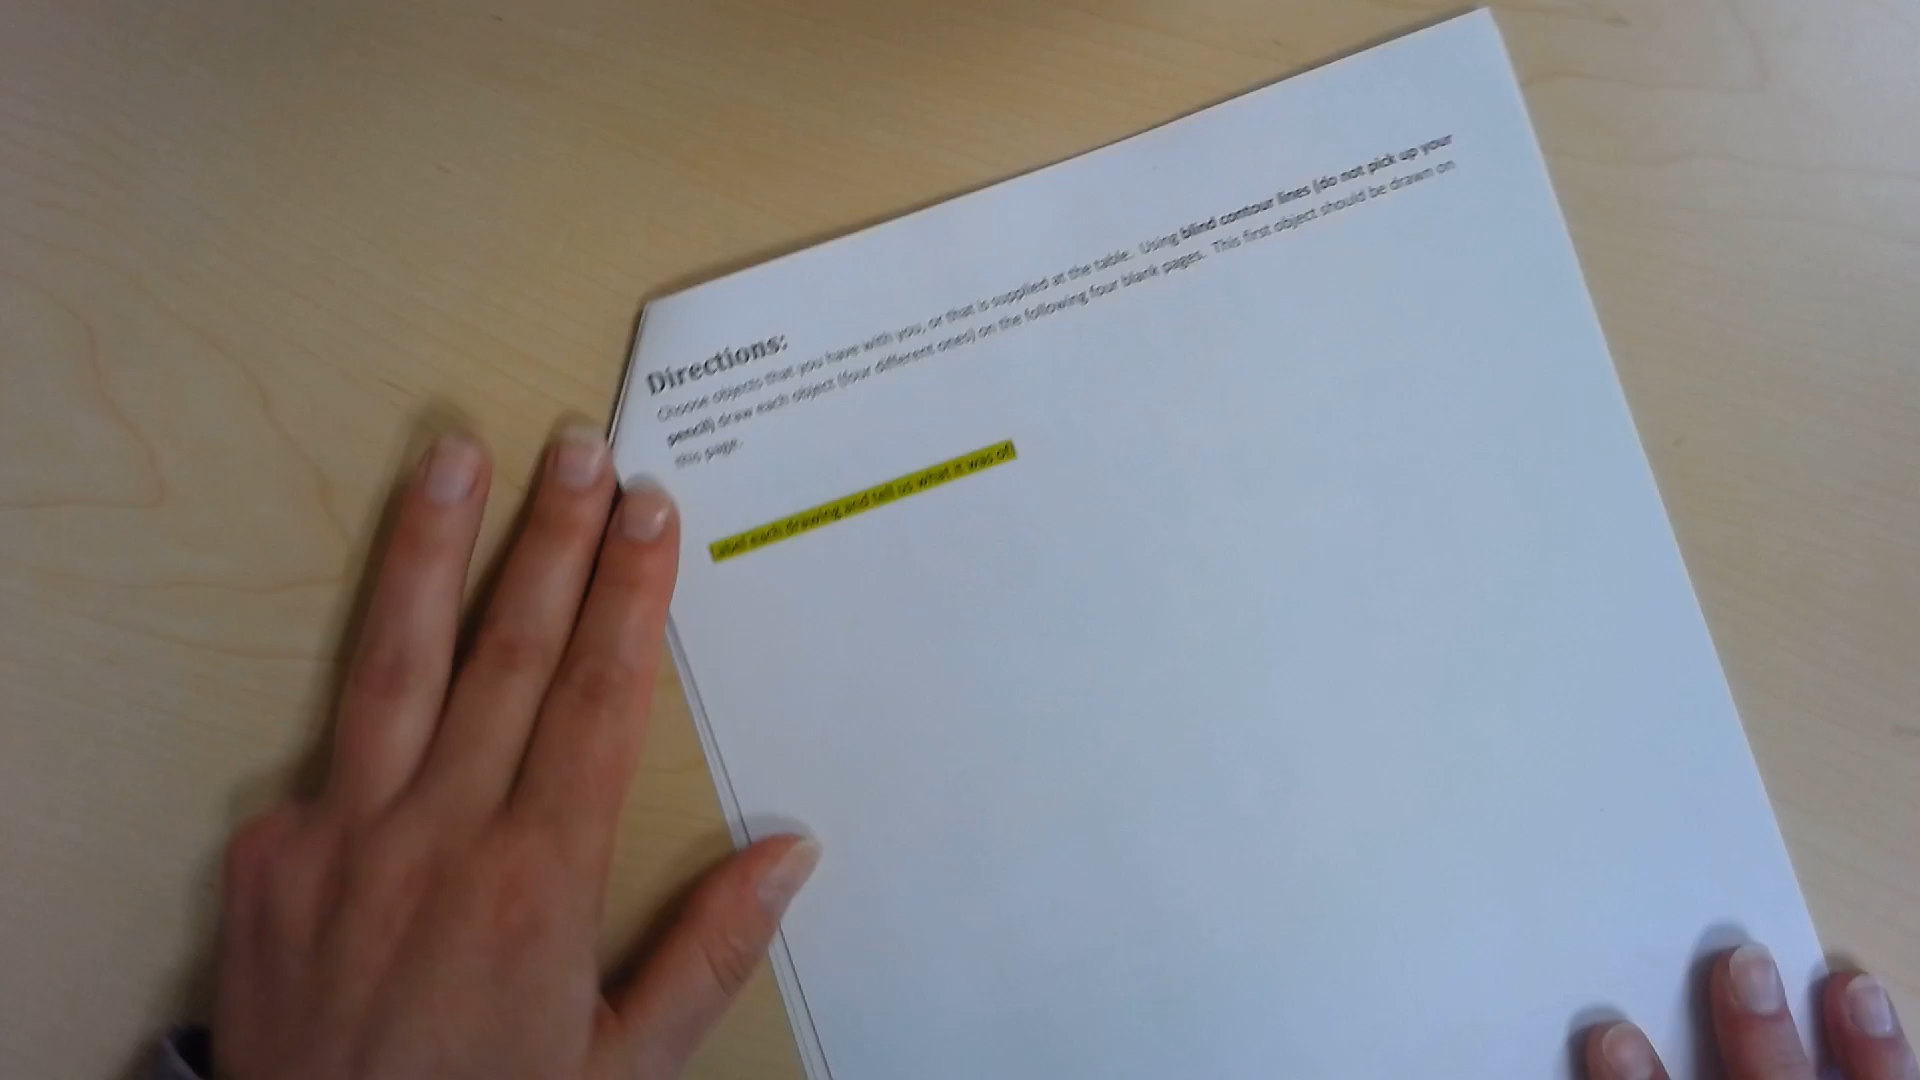 Directions:
Choose objects that you have with you, or that is supplied at the table. Using blind contour lines (do not pick up your
pencil) draw each object (four different ones) on the following four blank pages. This first object should be drawn on
this page.
Label each drawing and tell us what it was of!